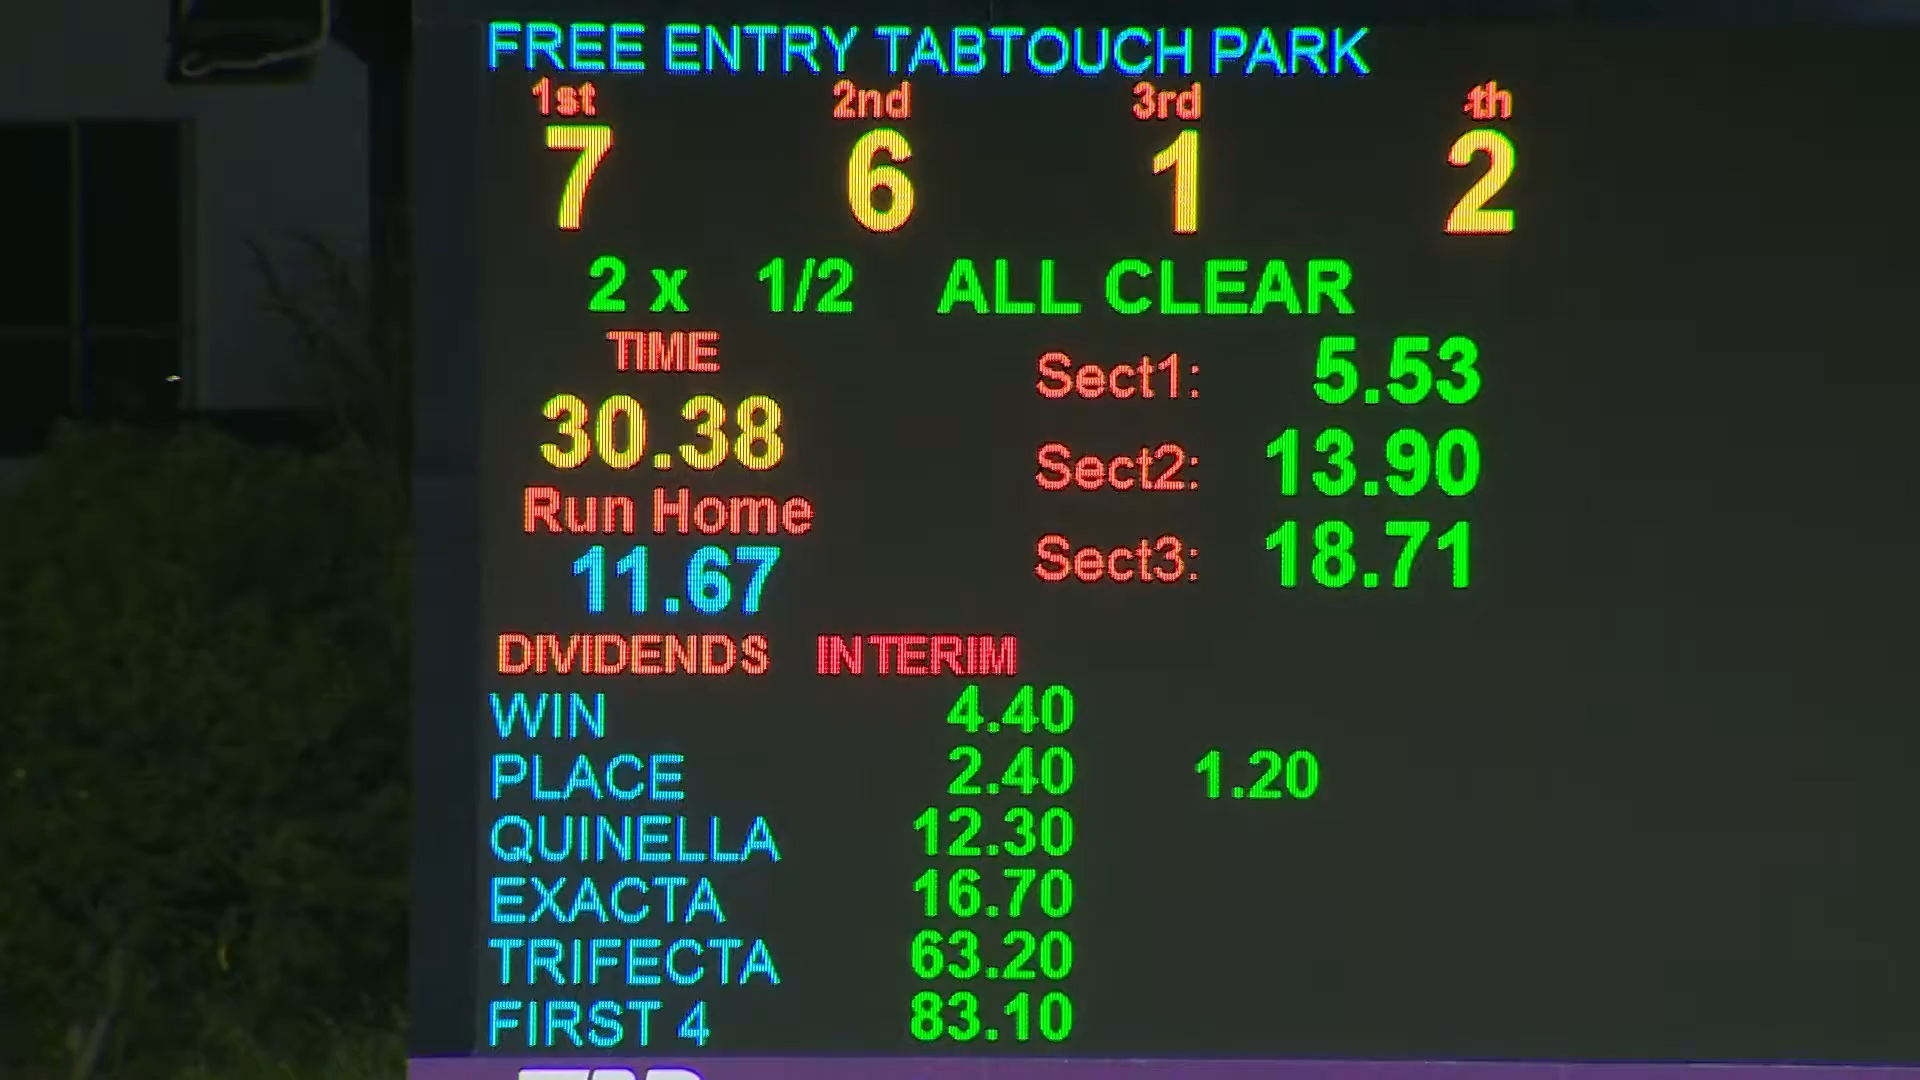 FREE ENTRY TABTOUCH PARK
1st 2nd 3rd th
7 6 1 2
2 x 1/2 ALL CLEAR
TIME
Sect1: 5.53
30.38
Sect2: 13.90
Run Home
Sect3: 18.71
11.67
DIVIDENDS INTERIM
WIN 4.40
PLACE 2.40 1.20
QUINELLA 12.30
EXACTA 16.70
TRIFECTA 63.20
FIRST 4 83.10